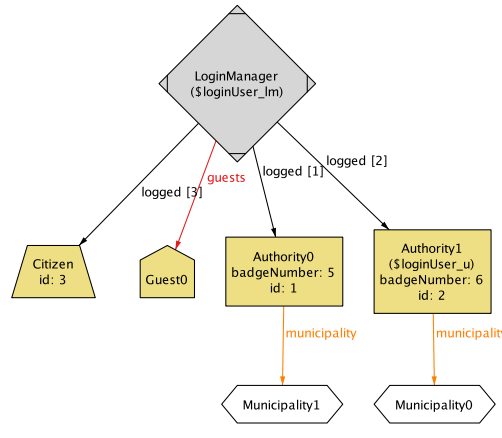 LoginManager
($loginUser_lm)
logged [3]
guests
logged [1]
logged [2]
Citizen
id: 3
Guest0
Authority0
badgeNumber: 5
id: 1
Authority1
($loginUser_u)
badgeNumber: 6
id: 2
municipality
municipality
Municipality1
Municipality0